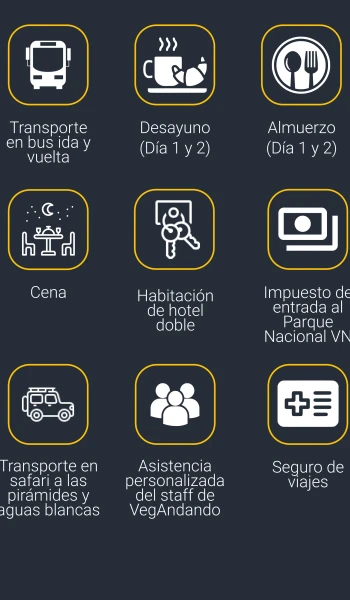 Transporte
en bus ida y
vuelta
Desayuno
(Día 1 y 2)
Almuerzo
(Día 1 y 2)
Cena
Habitación
de hotel
doble
Impuesto de
entrada al
Parque
Nacional VN
Transporte en
safari a las
pirámides y
aguas blancas
Asistencia
personalizada
del staff de
VegAndando
Seguro de
viajes